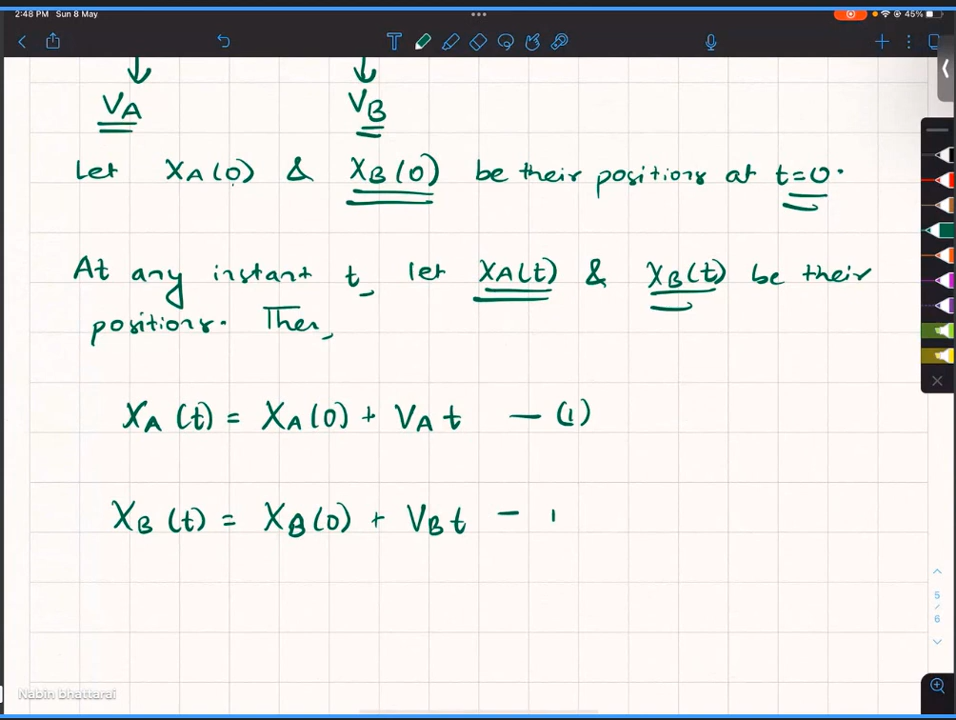 2:48 PM Sun 8 May
45%
VA VB
Let XA(0) & XB(0) be their positions at t=0.
At any instant t, let XA(t) & XB(t) be their
positions. Then,
XA (t) = XA(0) + VA t — (1)
XB (t) = XB(0) + VB t — 1
5
/
6
Nabin Bhattarai